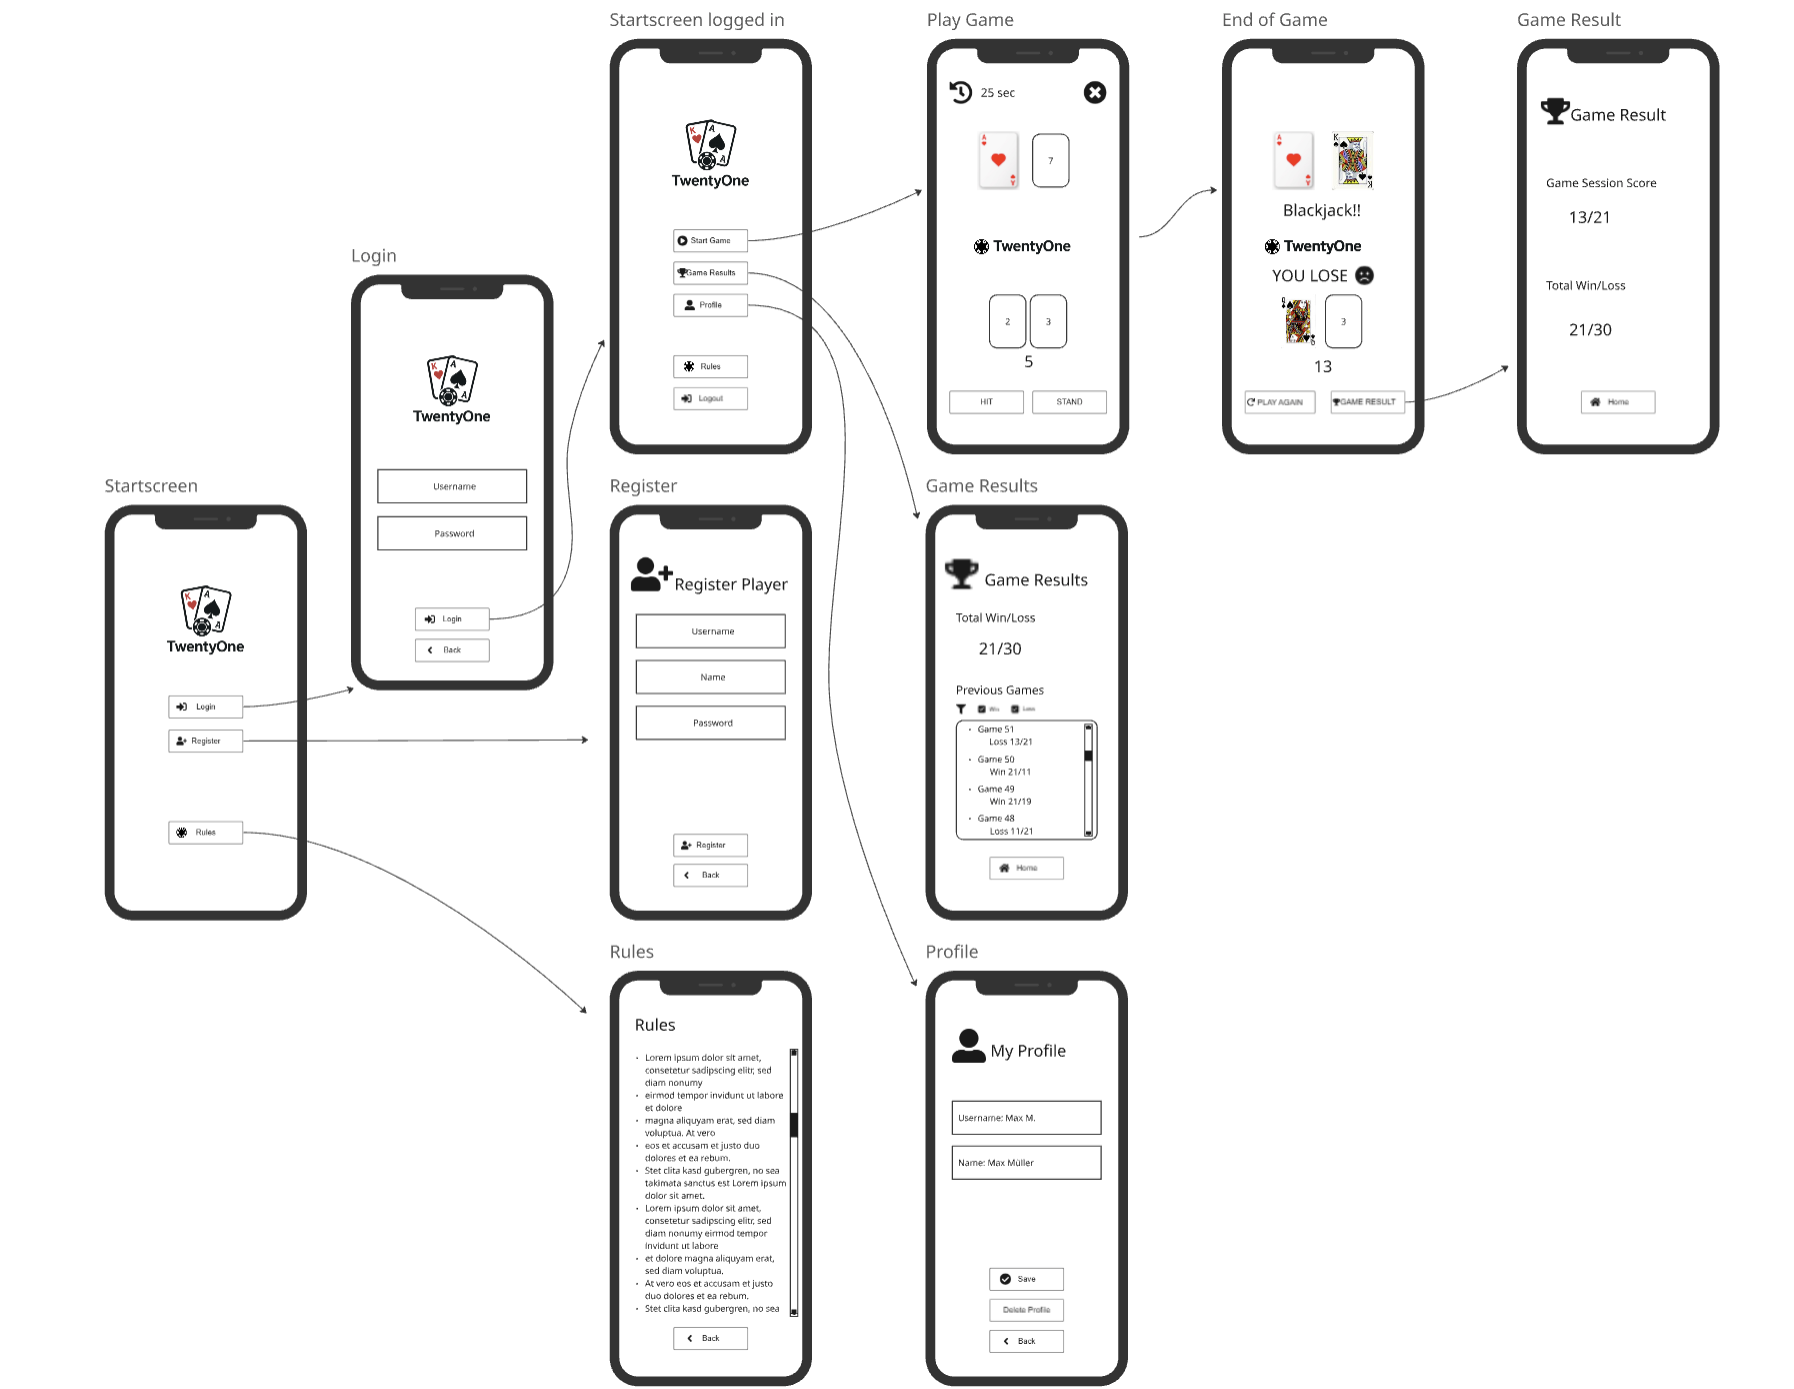 Startscreen logged in
K
A
A
TwentyOne
Start Game
Game Results
Profile
Rules
Logout
Play Game
25 sec
A
A
7
TwentyOne
2
3
5
HIT
STAND
End of Game
A
A
K
K
Blackjack!!
TwentyOne
YOU LOSE
Q
Q
3
13
PLAY AGAIN
GAME RESULT
Game Result
Game Result
Game Session Score
13/21
Total Win/Loss
21/30
Home
Login
K
A
A
TwentyOne
Username
Password
Login
Back
Startscreen
K
A
A
TwentyOne
Login
Register
Rules
Register
Register Player
Username
Name
Password
Register
Back
Game Results
Game Results
Total Win/Loss
21/30
Previous Games
Win
Loss
• Game 51
Loss 13/21
• Game 50
Win 21/11
• Game 49
Win 21/19
• Game 48
Loss 11/21
Home
Rules
Rules
• Lorem ipsum dolor sit amet,
consetetur sadipscing elitr, sed
diam nonumy
• eirmod tempor invidunt ut labore
et dolore
• magna aliquyam erat, sed diam
voluptua. At vero
• eos et accusam et justo duo
dolores et ea rebum.
• Stet clita kasd gubergren, no sea
takimata sanctus est Lorem ipsum
dolor sit amet.
• Lorem ipsum dolor sit amet,
consetetur sadipscing elitr, sed
diam nonumy eirmod tempor
invidunt ut labore
• et dolore magna aliquyam erat,
sed diam voluptua.
• At vero eos et accusam et justo
duo dolores et ea rebum.
• Stet clita kasd gubergren, no sea
Back
Profile
My Profile
Username: Max M.
Name: Max Müller
Save
Delete Profile
Back